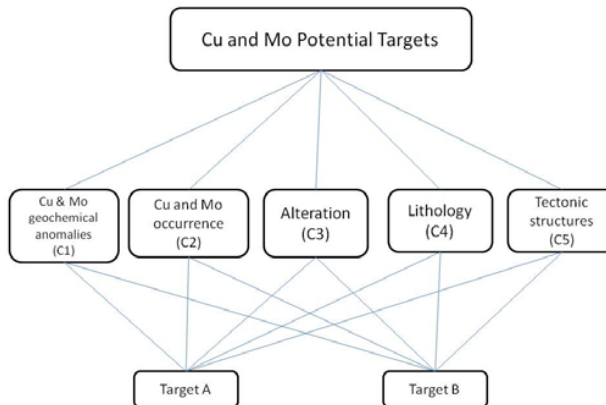 Cu and Mo Potential Targets
Cu & Mo
geochemical
anomalies
(C1)
Cu and Mo
occurrence
(C2)
Alteration
(C3)
Lithology
(C4)
Tectonic
structures
(C5)
Target A
Target B